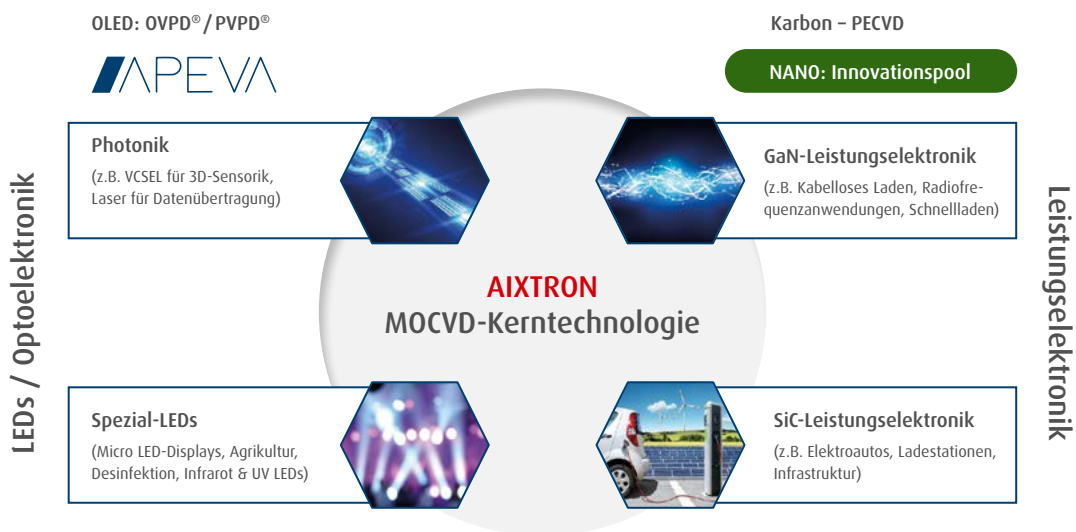 OLED: OVPD® / PVPD®
APEVA
Karbon – PECVD
NANO: Innovationspool
LEDs / Optoelektronik
Photonik
(z.B. VCSEL für 3D-Sensorik,
Laser für Datenübertragung)
GaN-Leistungselektronik
(z.B. Kabelloses Laden, Radiofre-
quenzanwendungen, Schnellladen)
Leistungselektronik
AIXTRON
MOCVD-Kerntechnologie
Spezial-LEDs
(Micro LED-Displays, Agrikultur,
Desinfektion, Infrarot & UV LEDs)
SiC-Leistungselektronik
(z.B. Elektroautos, Ladestationen,
Infrastruktur)